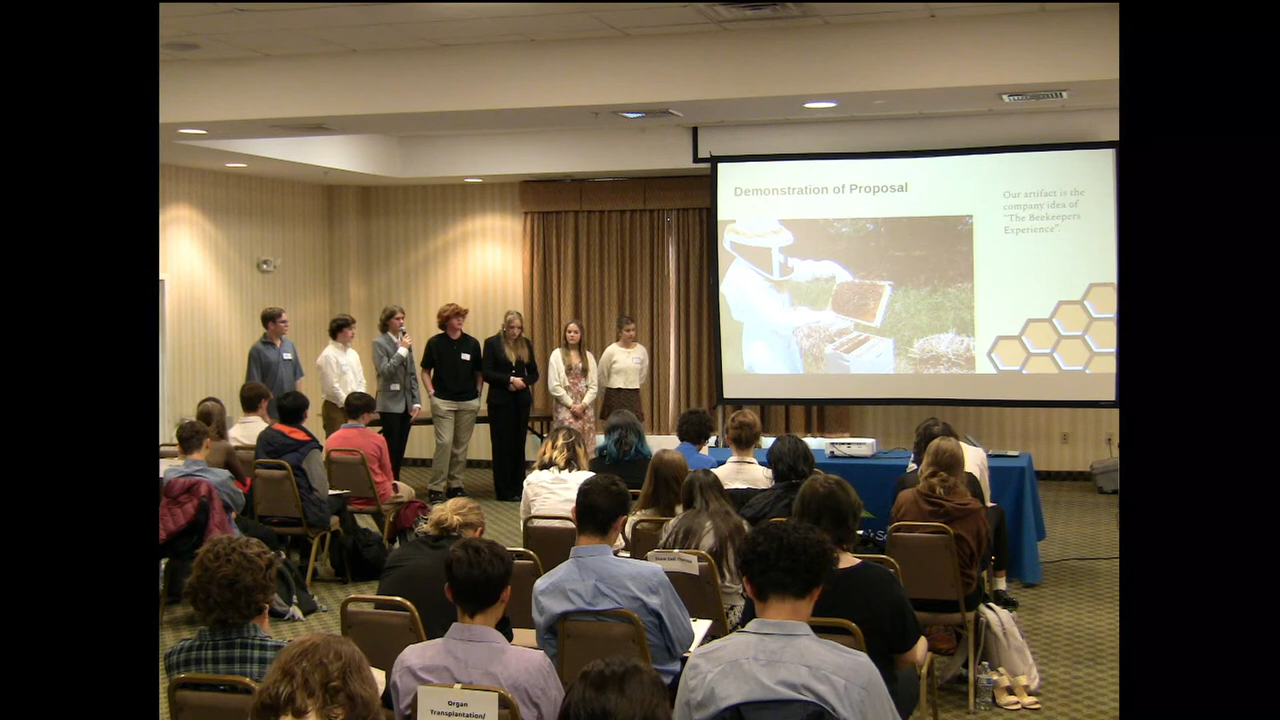 Demonstration of Proposal
Our artifact is the
company idea of
"The Beekeepers
Experience".
Organ
Transplantation/